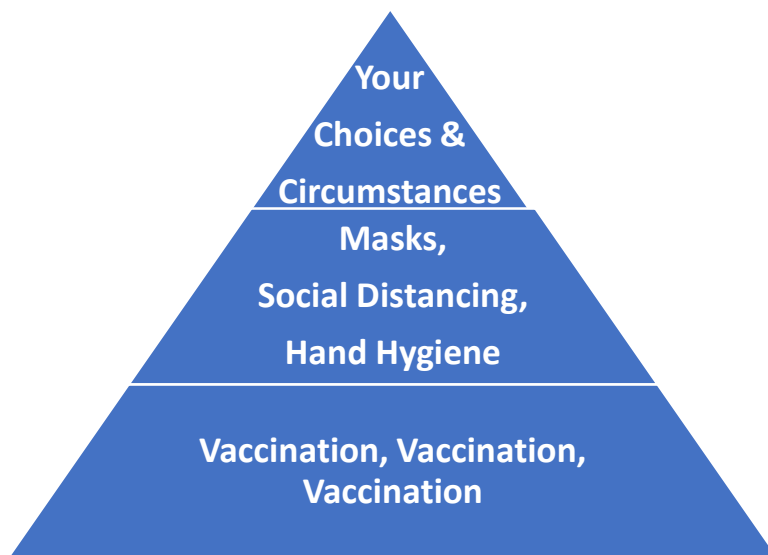 Your
Choices &
Circumstances
Masks,
Social Distancing,
Hand Hygiene
Vaccination, Vaccination,
Vaccination